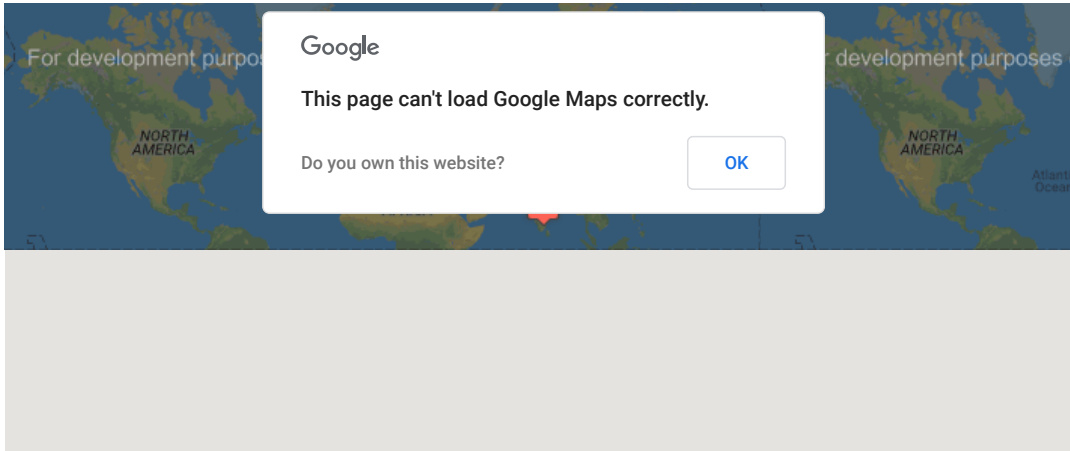 Google
This page can't load Google Maps correctly.
Do you own this website?
OK
For development
development purposes
NORTH
AMERICA
NORTH
AMERICA